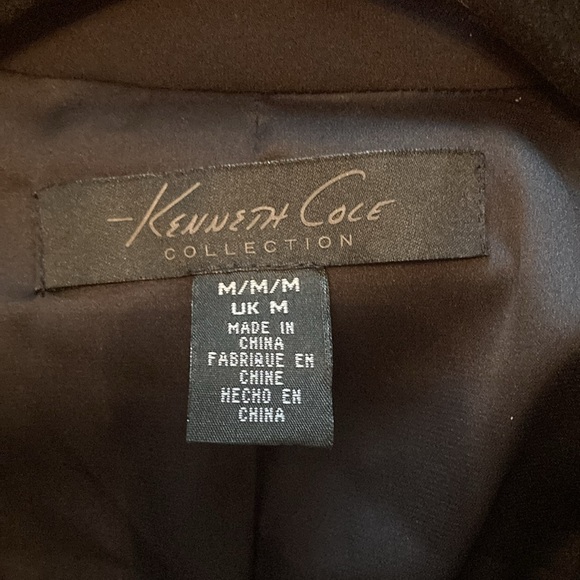 Kenneth Cole
COLLECTION
M/M/M
UK M
MADE IN
CHINA
FABRIQUE EN
CHINE
HECHO EN
CHINA